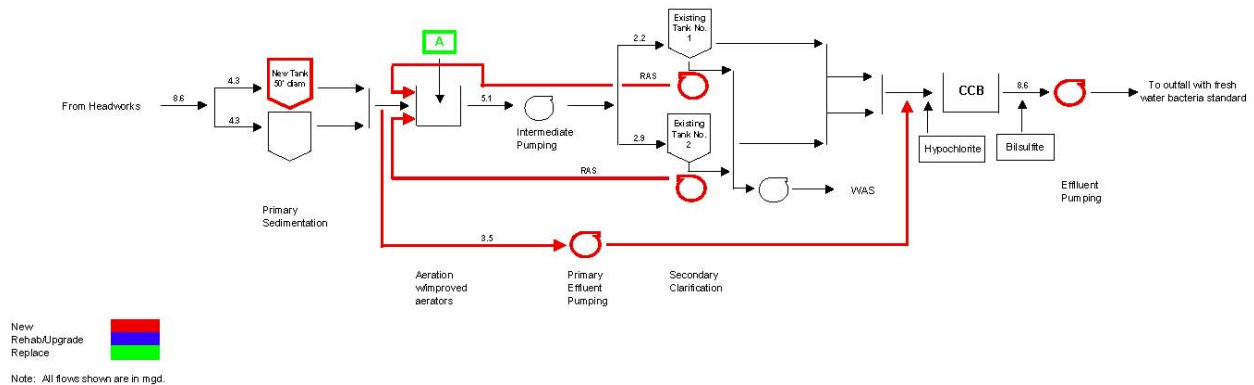 From Headworks
8.6
4.3
New Tank
50' diam
4.3
Primary
Sedimentation
A
5.1
Intermediate
Pumping
Aeration
w/improved
aerators
RAS
RAS
2.2
Existing
Tank No.
1
2.9
Existing
Tank No.
2
WAS
3.5
Primary
Effluent
Pumping
Secondary
Clarification
CCB
Hypochlorite
8.6
Bilsulfite
Effluent
Pumping
To outfall with fresh
water bacteria standard
New
Rehab/Upgrade
Replace
Note: All flows shown are in mgd.